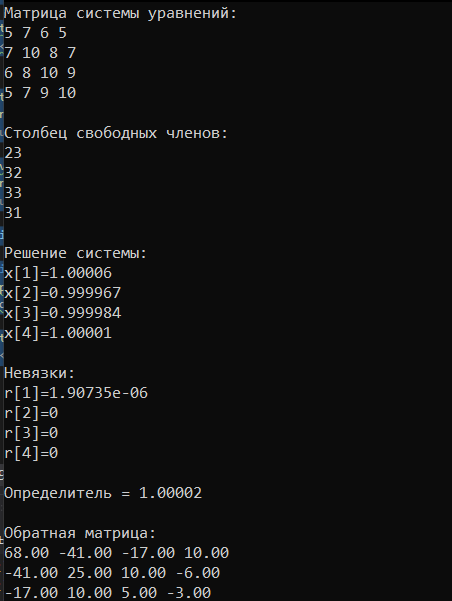 Матрица системы уравнений:
5 7 6 5
7 10 8 7
6 8 10 9
5 7 9 10
Столбец свободных членов:
23
32
33
31
Решение системы:
x[1]=1.00006
x[2]=0.999967
x[3]=0.999984
x[4]=1.00001
Невязки:
r[1]=1.90735e-06
r[2]=0
r[3]=0
r[4]=0
Определитель = 1.00002
Обратная матрица:
68.00 -41.00 -17.00 10.00
-41.00 25.00 10.00 -6.00
-17.00 10.00 5.00 -3.00